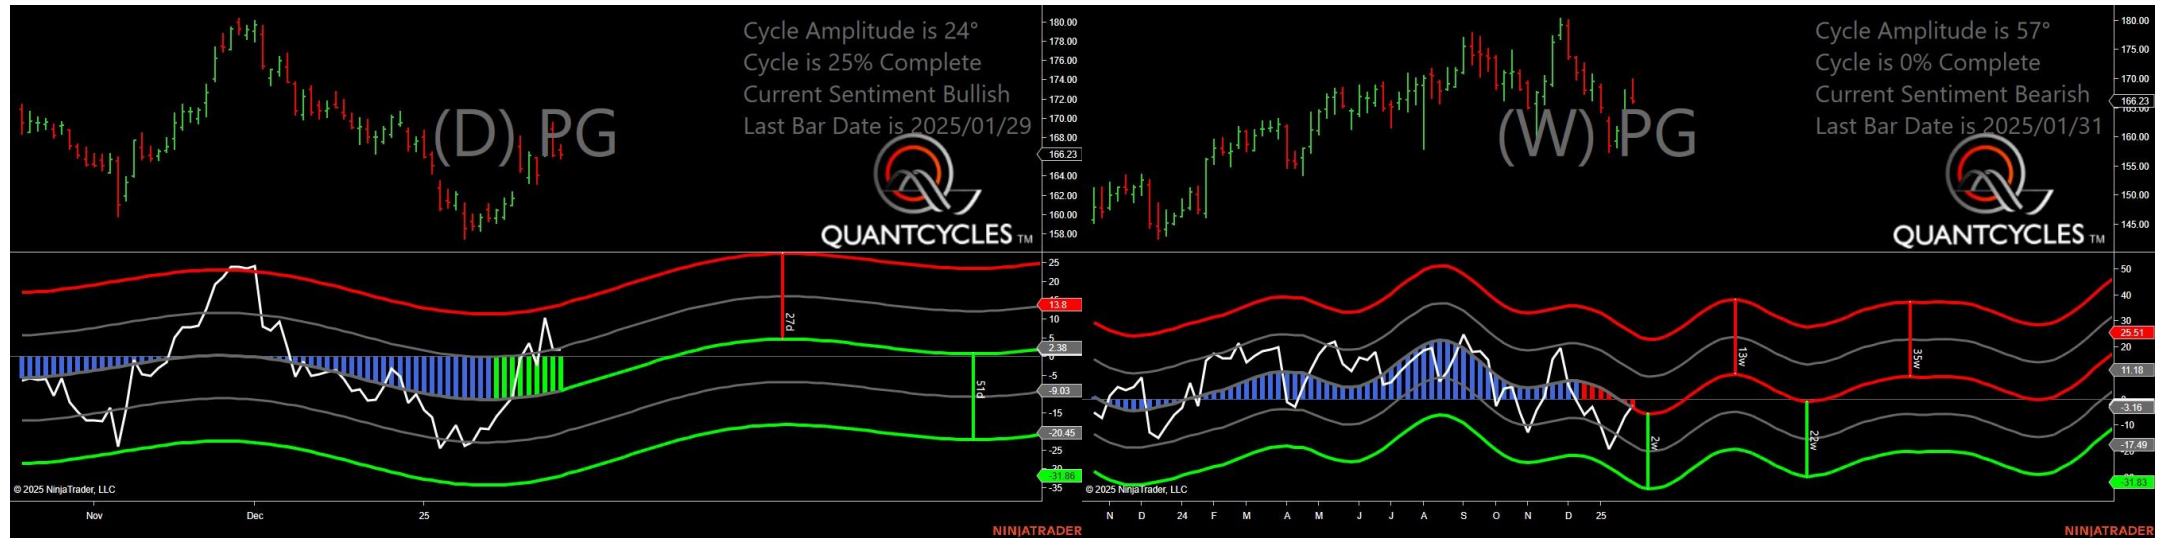 Cycle Amplitude is 24°
Cycle is 25% Complete
Current Sentiment Bullish
Last Bar Date is 2025/01/29
(D) PG
QUANTCYCLES TM
180.00
178.00
176.00
174.00
172.00
170.00
168.00
166.23
164.00
162.00
160.00
158.00
25
13.8
10
5
2.38
-5
-9.03
-15
-20.45
-25
-31.86
-35
27d
51d
© 2025 NinjaTrader, LLC
Nov
Dec
25
NINJATRADER
Cycle Amplitude is 57°
Cycle is 0% Complete
Current Sentiment Bearish
Last Bar Date is 2025/01/31
(W) PG
QUANTCYCLES TM
180.00
175.00
170.00
166.23
160.00
155.00
150.00
145.00
50
40
30
25.51
20
11.18
-3.16
-10
-17.49
-31.83
2w
13w
22w
35w
© 2025 NinjaTrader, LLC
N D 24 F M A M J J A S O N D 25
NINJATRADER